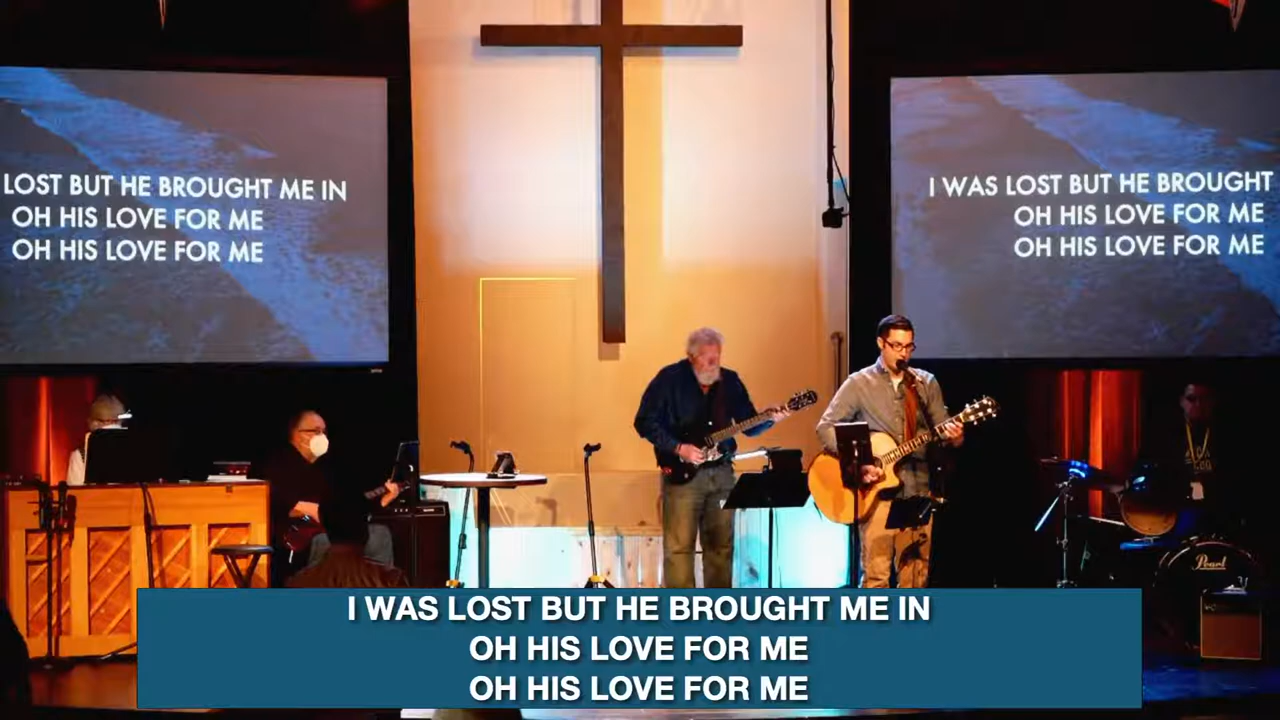 LOST BUT HE BROUGHT ME IN
OH HIS LOVE FOR ME
OH HIS LOVE FOR ME
I WAS LOST BUT HE BROUGHT
OH HIS LOVE FOR ME
OH HIS LOVE FOR ME
Pearl
I WAS LOST BUT HE BROUGHT ME IN
OH HIS LOVE FOR ME
OH HIS LOVE FOR ME